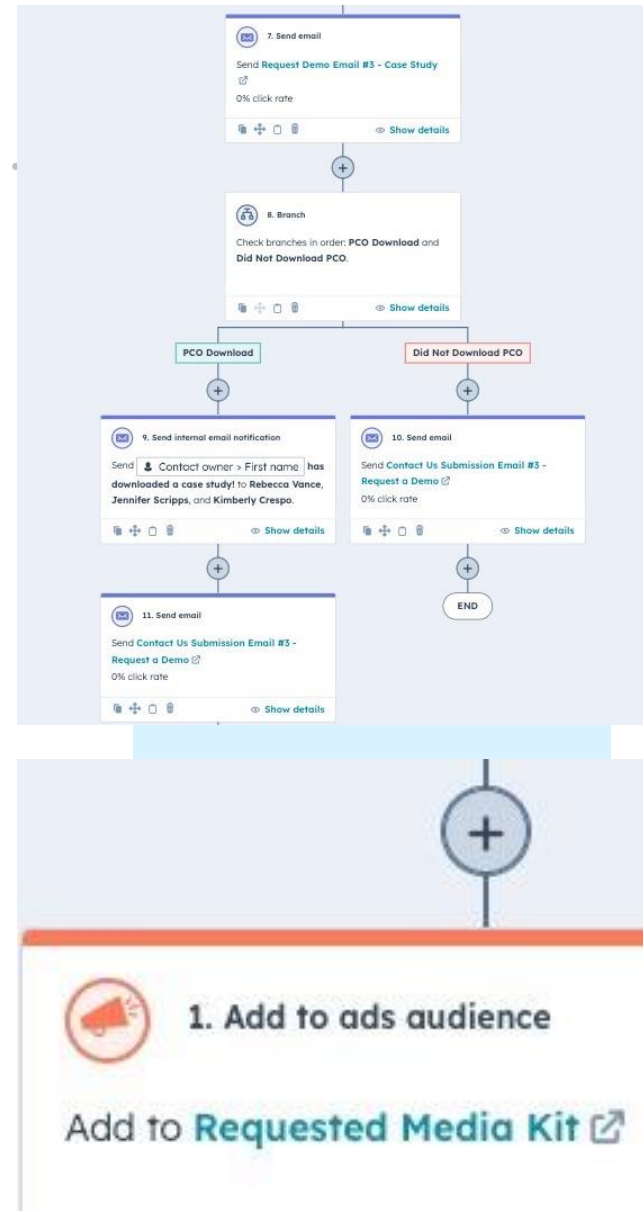 7. Send email
Send Request Demo Email #3 - Case Study
0% click rate
Show details
8. Branch
Check branches in order: PCO Download and
Did Not Download PCO.
Show details
PCO Download
Did Not Download PCO
9. Send internal email notification
Send Contact owner > First name has
downloaded a case study! to Rebecca Vance,
Jennifer Scripps, and Kimberly Crespo.
Show details
10. Send email
Send Contact Us Submission Email #3 -
Request a Demo
0% click rate
Show details
END
11. Send email
Send Contact Us Submission Email #3 -
Request a Demo
0% click rate
Show details
1. Add to ads audience
Add to Requested Media Kit